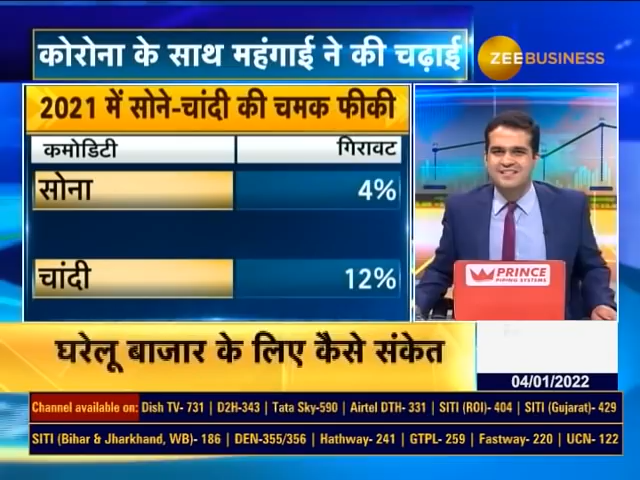 कोरोना के साथ महंगाई ने की चढ़ाई
ZEEBUSINESS
2021 में सोने-चांदी की चमक फीकी
कमोडिटी गिरावट
सोना 4%
चांदी 12%
PRINCE
PIPING SYSTEMS
घरेलू बाजार के लिए कैसे संकेत
04/01/2022
Channel available on: Dish TV- 731 | D2H-343 | Tata Sky-590 | Airtel DTH- 331 | SITI (ROI)- 404 | SITI (Gujarat)- 429
SITI (Bihar & Jharkhand, WB)- 186 | DEN-355/356 | Hathway- 241 | GTPL- 259 | Fastway- 220 | UCN- 122